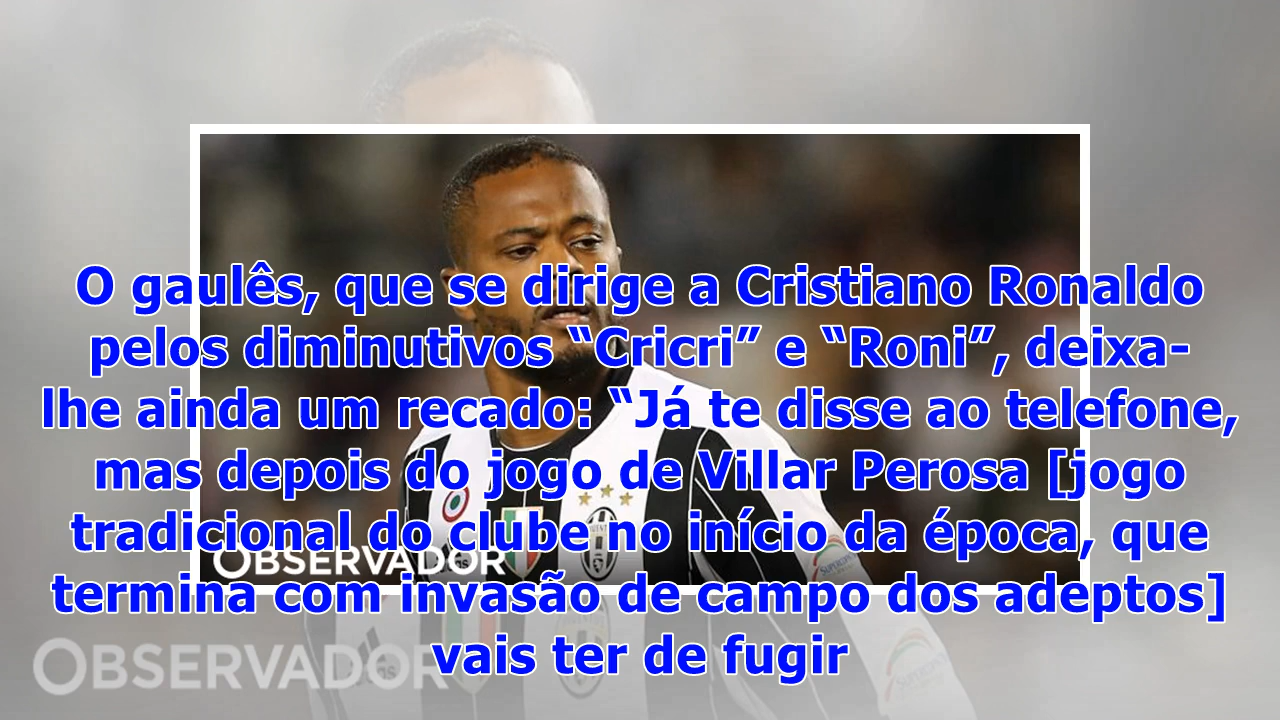 O gaulês, que se dirige a Cristiano Ronaldo
pelos diminutivos “Cricri” e “Roni”, deixa-
lhe ainda um recado: “Já te disse ao telefone,
mas depois do jogo de Villar Perosa [jogo
tradicional do clube no início da época, que
termina com invasão de campo dos adeptos]
vais ter de fugir
OBSERVADOR
OBSERVADOR